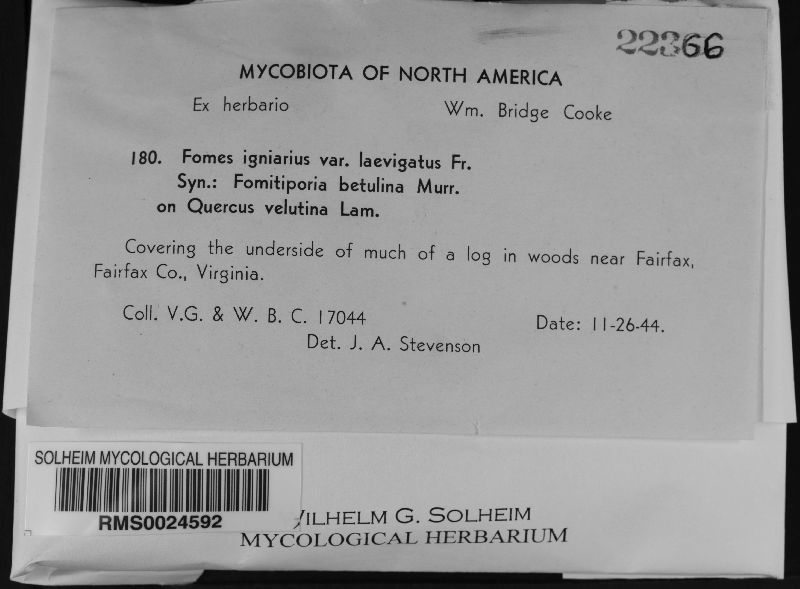 22366
MYCOBIOTA OF NORTH AMERICA
Ex herbario Wm. Bridge Cooke
180. Fomes igniarius var. laevigatus Fr.
Syn.: Fomitiporia betulina Murr.
on Quercus velutina Lam.
Covering the underside of much of a log in woods near Fairfax,
Fairfax Co., Virginia.
Coll. V.G. & W. B. C. 17044 Date: 11-26-44.
Det. J. A. Stevenson
SOLHEIM MYCOLOGICAL HERBARIUM
RMS0024592
WILHELM G. SOLHEIM
MYCOLOGICAL HERBARIUM